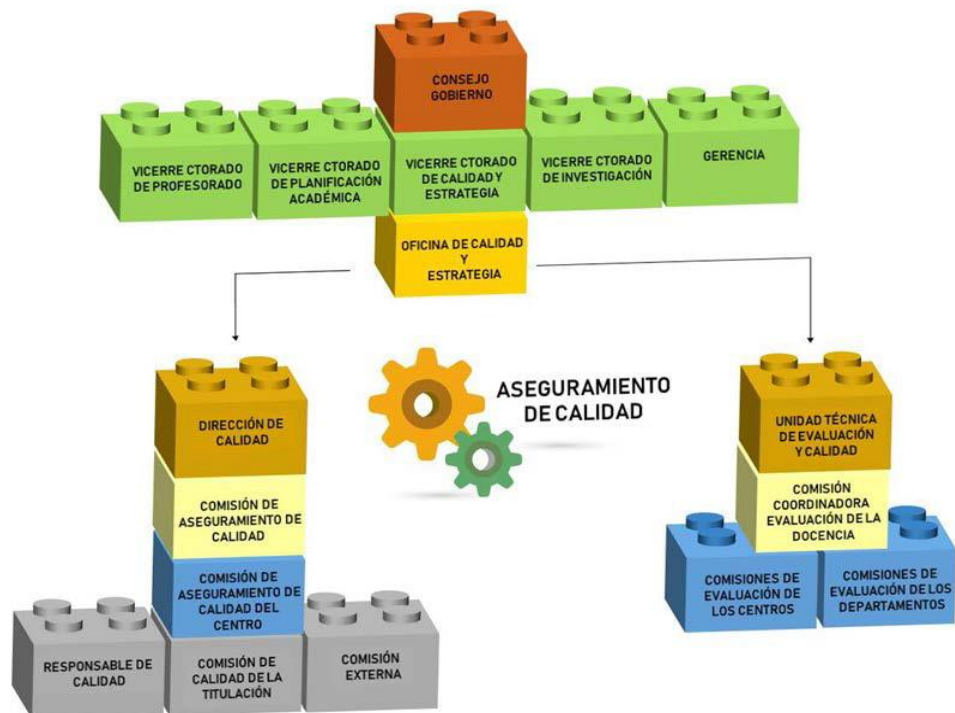 CONSEJO
GOBIERNO
VICERRE CTORADO
DE PROFESORADO
VICERRE CTORADO
DE PLANIFICACIÓN
ACADÉMICA
VICERRE CTORADO
DE CALIDAD Y
ESTRATEGIA
VICERRE CTORADO
DE INVESTIGACIÓN
GERENCIA
OFICINA DE CALIDAD
Y
ESTRATEGIA
ASEGURAMIENTO
DE CALIDAD
DIRECCIÓN DE
CALIDAD
COMISIÓN DE
ASEGURAMIENTO DE
CALIDAD
COMISIÓN DE
ASEGURAMIENTO DE
CALIDAD DEL
CENTRO
RESPONSABLE DE
CALIDAD
COMISIÓN DE
CALIDAD DE LA
TITULACIÓN
COMISIÓN
EXTERNA
UNIDAD TÉCNICA
DE EVALUACIÓN
Y CALIDAD
COMISIÓN
COORDINADORA
EVALUACIÓN DE LA
DOCENCIA
COMISIONES DE
EVALUACIÓN DE
LOS CENTROS
COMISIONES DE
EVALUACIÓN DE LOS
DEPARTAMENTOS